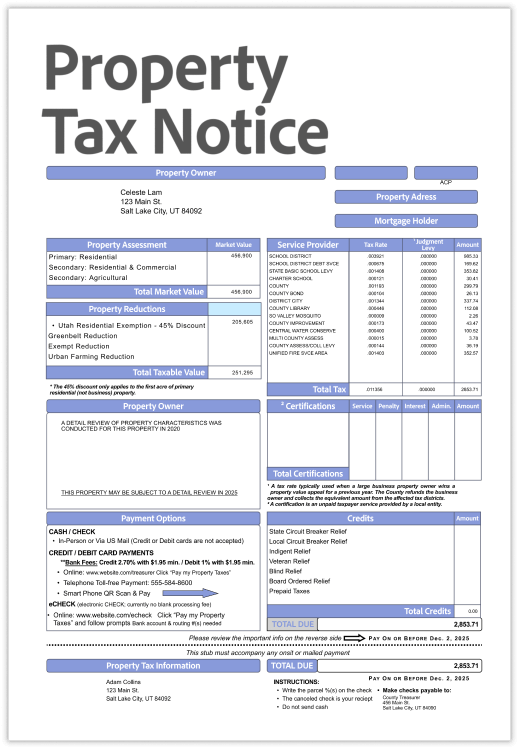 Property
Tax Notice
Property Owner
ACP
Celeste Lam
123 Main St.
Salt Lake City, UT 84092
Property Adress
Mortgage Holder
Property Assessment Market Value
Primary: Residential 456,900
Secondary: Residential & Commercial
Secondary: Agricultural
Total Market Value 456,900
Property Reductions
• Utah Residential Exemption - 45% Discount 205,605
Greenbelt Reduction
Exempt Reduction
Urban Farming Reduction
Total Taxable Value 251,295
* The 45% discount only applies to the first acre of primary
residential (not business) property.
Service Provider Tax Rate ¹Judgment Levy Amount
SCHOOL DISTRICT .003921 .000000 985.33
SCHOOL DISTRICT DEBT SVCE .000675 .000000 169.62
STATE BASIC SCHOOL LEVY .001408 .000000 353.82
CHARTER SCHOOL .000121 .000000 30.41
COUNTY .001193 .000000 299.79
COUNTY BOND .000104 .000000 26.13
DISTRICT CITY .001344 .000000 337.74
COUNTY LIBRARY .000446 .000000 112.08
SO VALLEY MOSQUITO .000009 .000000 2.26
COUNTY IMPROVEMENT .000173 .000000 43.47
CENTRAL WATER CONSERVE .000400 .000000 100.52
MULTI COUNTY ASSESS .000015 .000000 3.78
COUNTY ASSESS/COLL LEVY .000144 .000000 36.19
UNIFIED FIRE SVCE AREA .001403 .000000 352.57
Total Tax .011356 .000000 2853.71
Property Owner
A DETAIL REVIEW OF PROPERTY CHARACTERISTICS WAS
CONDUCTED FOR THIS PROPERTY IN 2020
THIS PROPERTY MAY BE SUBJECT TO A DETAIL REVIEW IN 2025
² Certifications Service Penalty Interest Admin. Amount
Total Certifications
¹ A tax rate typically used when a large business property owner wins a
property value appeal for a previous year. The County refunds the business
owner and collects the equivalent amount from the affected tax districts.
² A certification is an unpaid taxpayer service provided by a local entity.
Payment Options
CASH / CHECK
• In-Person or Via US Mail (Credit or Debit cards are not accepted)
CREDIT / DEBIT CARD PAYMENTS
**Bank Fees: Credit 2.70% with $1.95 min. / Debit 1% with $1.95 min.
• Online: www.website.com/treasurer Click “Pay my Property Taxes”
• Telephone Toll-free Payment: 555-584-8600
• Smart Phone QR Scan & Pay
eCHECK (electronic CHECK; currently no blank processing fee)
• Online: www.website.com/echeck Click “Pay my Property
Taxes” and follow prompts Bank account & routing #(s) needed
Credits Amount
State Circuit Breaker Relief
Local Circuit Breaker Relief
Indigent Relief
Veteran Relief
Blind Relief
Board Ordered Relief
Prepaid Taxes
Total Credits 0.00
TOTAL DUE 2,853.71
Please review the important info on the reverse side PAY ON OR BEFORE DEC. 2, 2025
This stub must accompany any onsit or mailed payment
Property Tax Information
Adam Collins
123 Main St.
Salt Lake City, UT 84092
TOTAL DUE 2,853.71
PAY ON OR BEFORE DEC. 2, 2025
INSTRUCTIONS:
• Write the parcel %(s) on the check
• The canceled check is your reciept
• Do not send cash
• Make checks payable to:
County Treasurer
456 Main St.
Salt Lake City, UT 84090